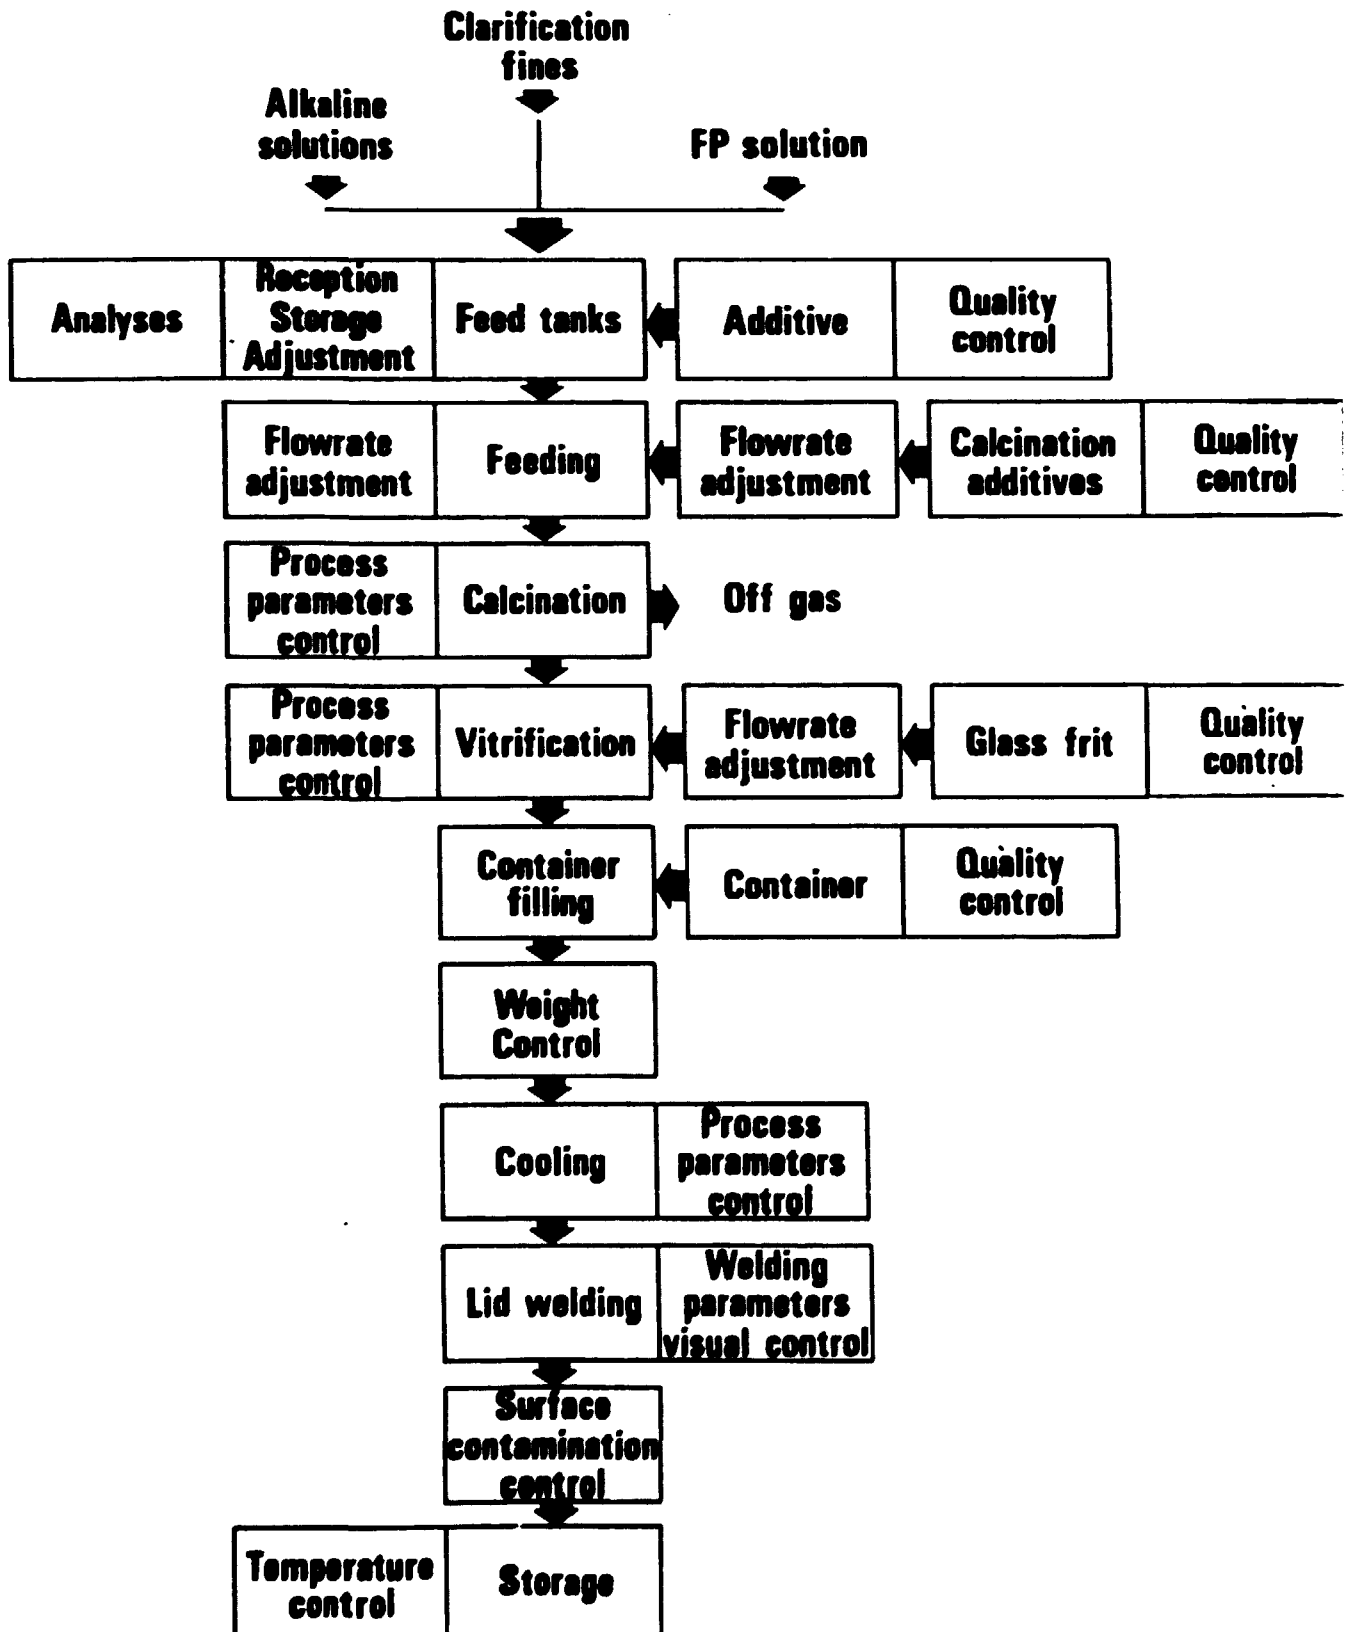 Clarification
fines
Alkaline
solutions
FP solution
Analyses
Reception
Storage
Adjustment
Feed tanks
Additive
Quality
control
Flowrate
adjustment
Feeding
Flowrate
adjustment
Calcination
additives
Quality
control
Process
parameters
control
Calcination
Off gas
Process
parameters
control
Vitrification
Flowrate
adjustment
Glass frit
Quality
control
Container
filling
Container
Quality
control
Weight
Control
Cooling
Process
parameters
control
Lid welding
Welding
parameters
visual control
Surface
contamination
control
Temperature
control
Storage